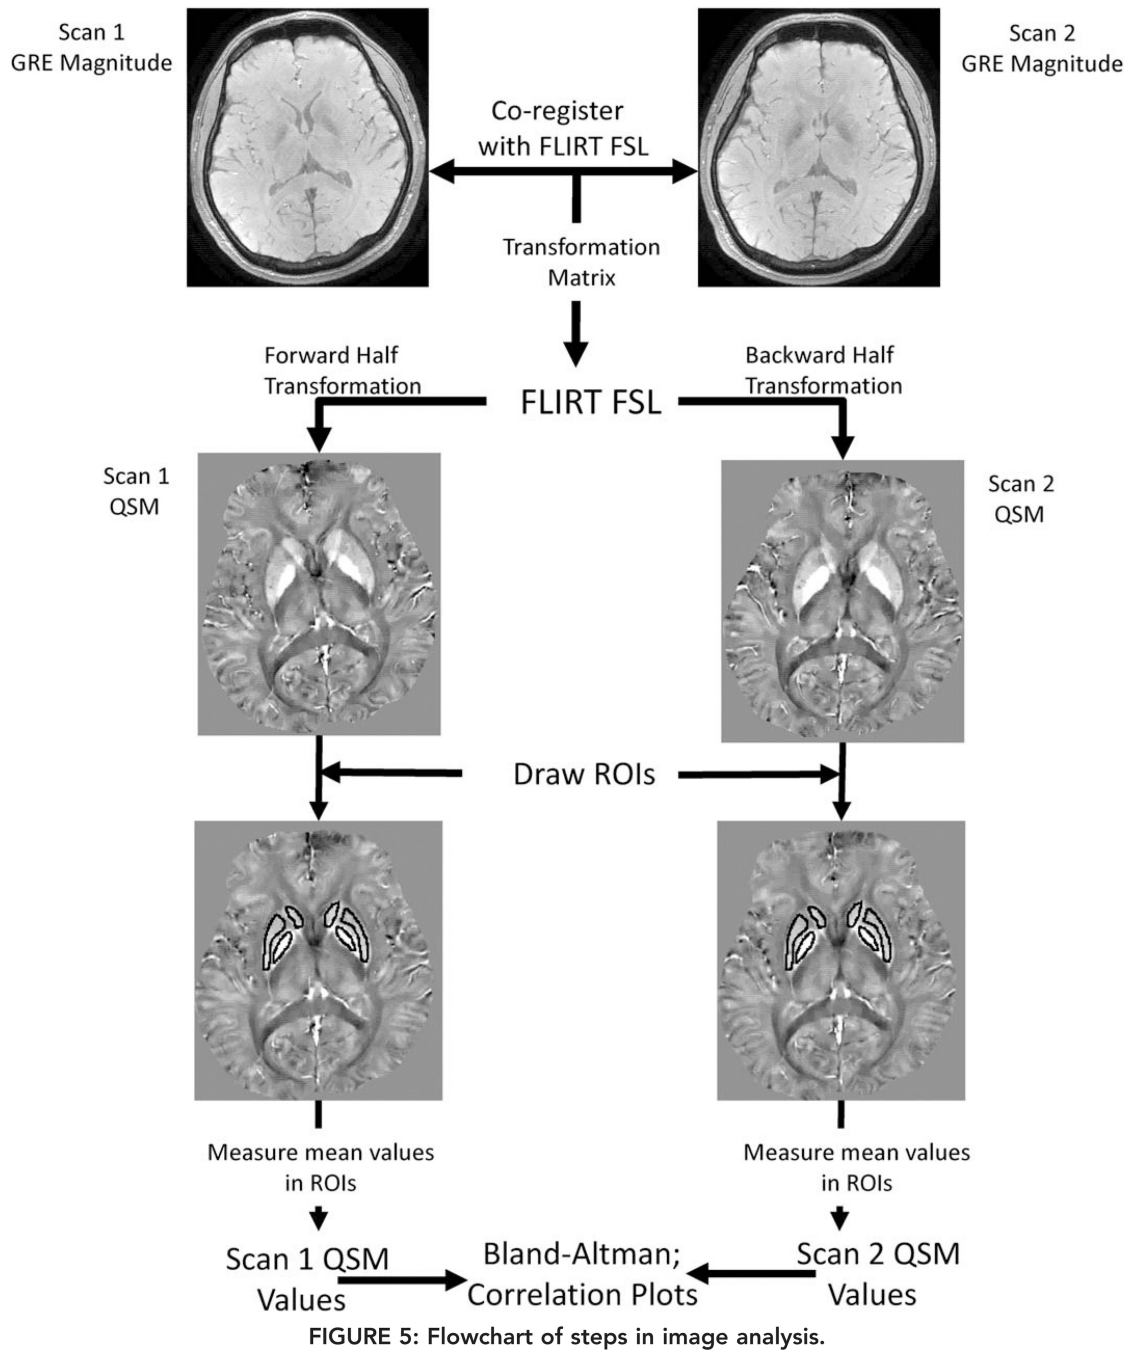 Scan 1
GRE Magnitude
Scan 2
GRE Magnitude
Co-register
with FLIRT FSL
Transformation
Matrix
Forward Half
Transformation
Backward Half
Transformation
FLIRT FSL
Scan 1
QSM
Scan 2
QSM
Draw ROIs
Measure mean values
in ROIs
Measure mean values
in ROIs
Scan 1 QSM
Values
Bland-Altman;
Correlation Plots
Scan 2 QSM
Values
FIGURE 5: Flowchart of steps in image analysis.